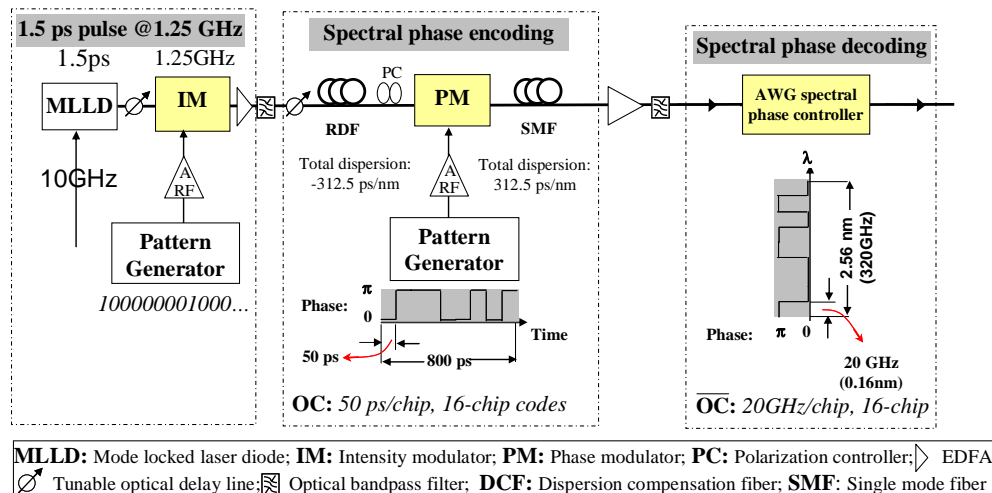 1.5 ps pulse @1.25 GHz
1.5ps
1.25GHz
MLLD
IM
10GHz
A
RF
Pattern
Generator
100000001000...
Spectral phase encoding
PC
RDF
PM
SMF
Total dispersion:
-312.5 ps/nm
A
RF
Total dispersion:
312.5 ps/nm
Pattern
Generator
Phase:
π
0
Time
50 ps
800 ps
OC: 50 ps/chip, 16-chip codes
Spectral phase decoding
AWG spectral
phase controller
λ
2.56 nm
(320GHz)
Phase:
π
0
20 GHz
(0.16nm)
OC: 20GHz/chip, 16-chip
MLLD: Mode locked laser diode; IM: Intensity modulator; PM: Phase modulator; PC: Polarization controller; EDFA
Tunable optical delay line; Optical bandpass filter; DCF: Dispersion compensation fiber; SMF: Single mode fiber